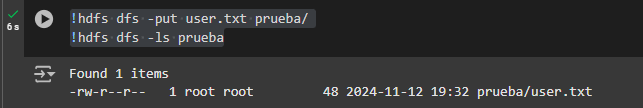 !hdfs dfs -put user.txt prueba/
!hdfs dfs -ls prueba
6s
Found 1 items
-rw-r--r--   1 root root         48 2024-11-12 19:32 prueba/user.txt